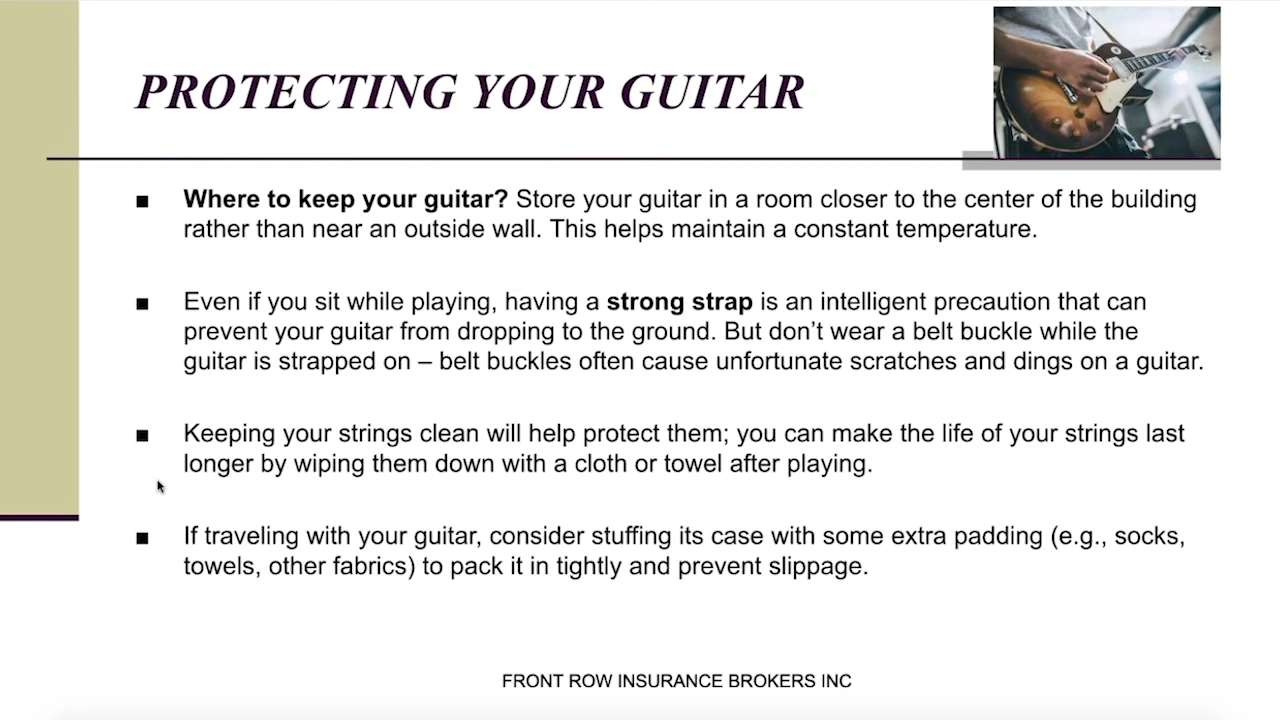 PROTECTING YOUR GUITAR
■ Where to keep your guitar? Store your guitar in a room closer to the center of the building
rather than near an outside wall. This helps maintain a constant temperature.
■ Even if you sit while playing, having a strong strap is an intelligent precaution that can
prevent your guitar from dropping to the ground. But don’t wear a belt buckle while the
guitar is strapped on – belt buckles often cause unfortunate scratches and dings on a guitar.
■ Keeping your strings clean will help protect them; you can make the life of your strings last
longer by wiping them down with a cloth or towel after playing.
■ If traveling with your guitar, consider stuffing its case with some extra padding (e.g., socks,
towels, other fabrics) to pack it in tightly and prevent slippage.
FRONT ROW INSURANCE BROKERS INC